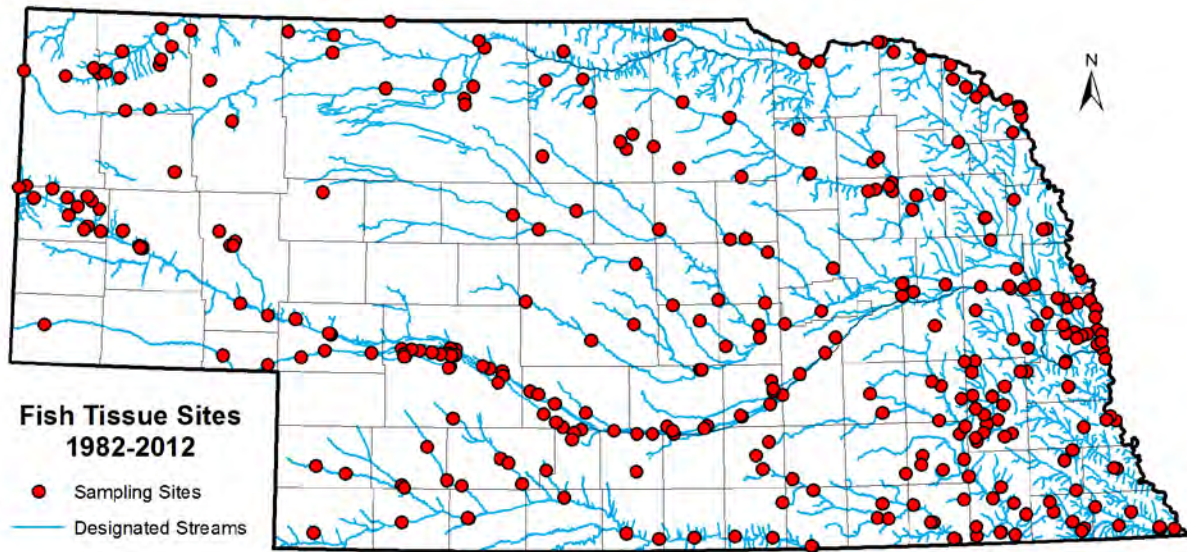 N
Fish Tissue Sites
1982-2012
Sampling Sites
Designated Streams